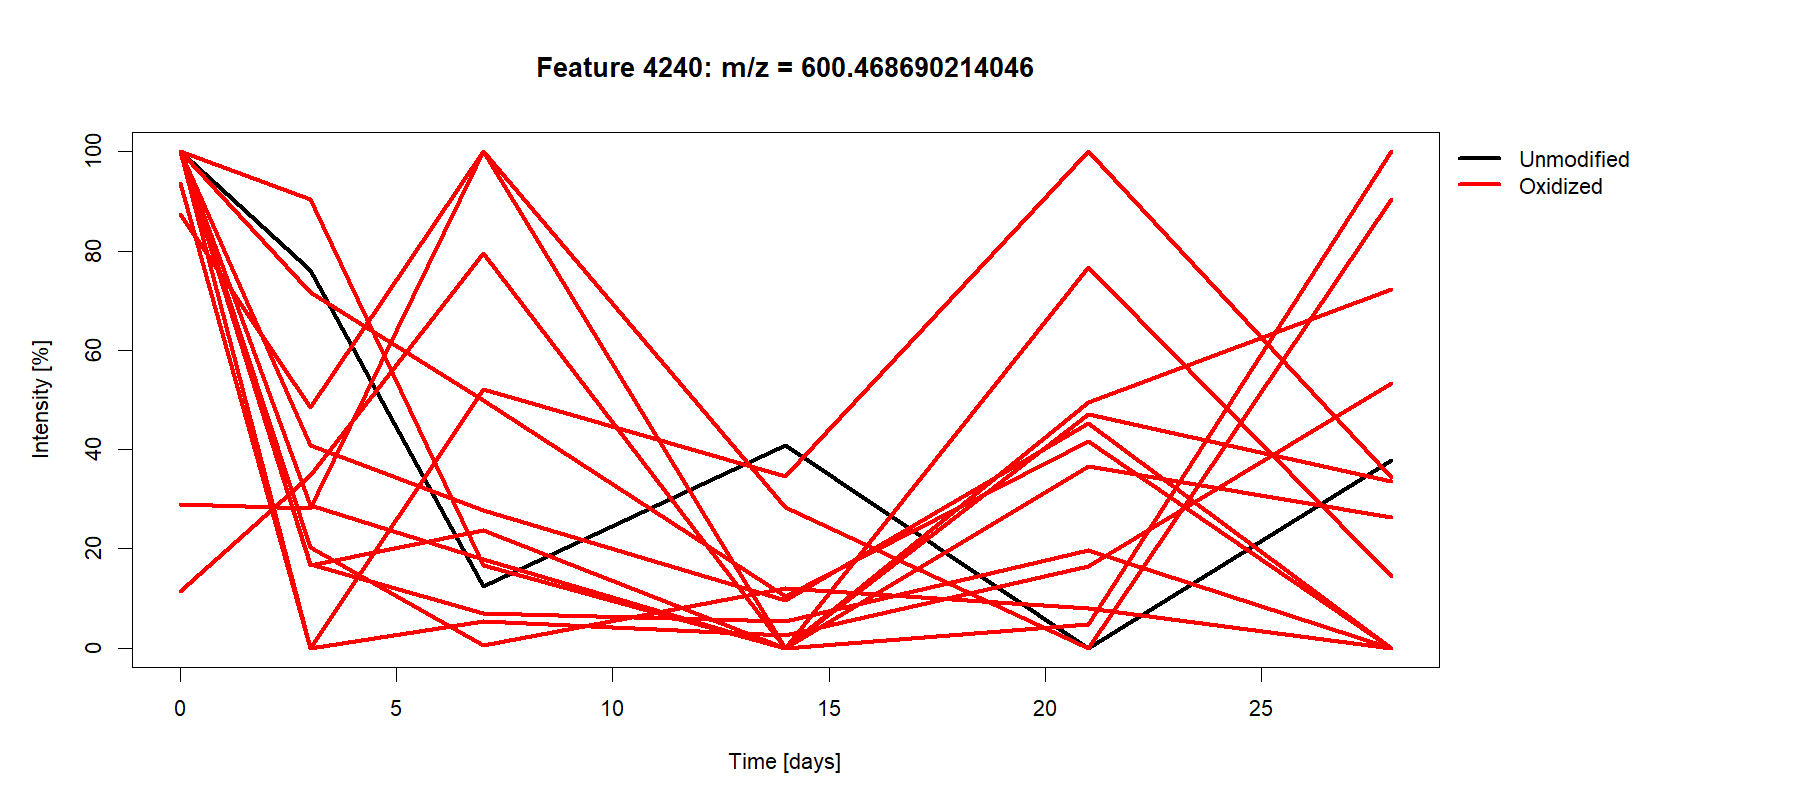 Feature 4240: m/z = 600.468690214046
Unmodified
Oxidized
Intensity [%]
100
80
60
40
20
0
0 5 10 15 20 25
Time [days]